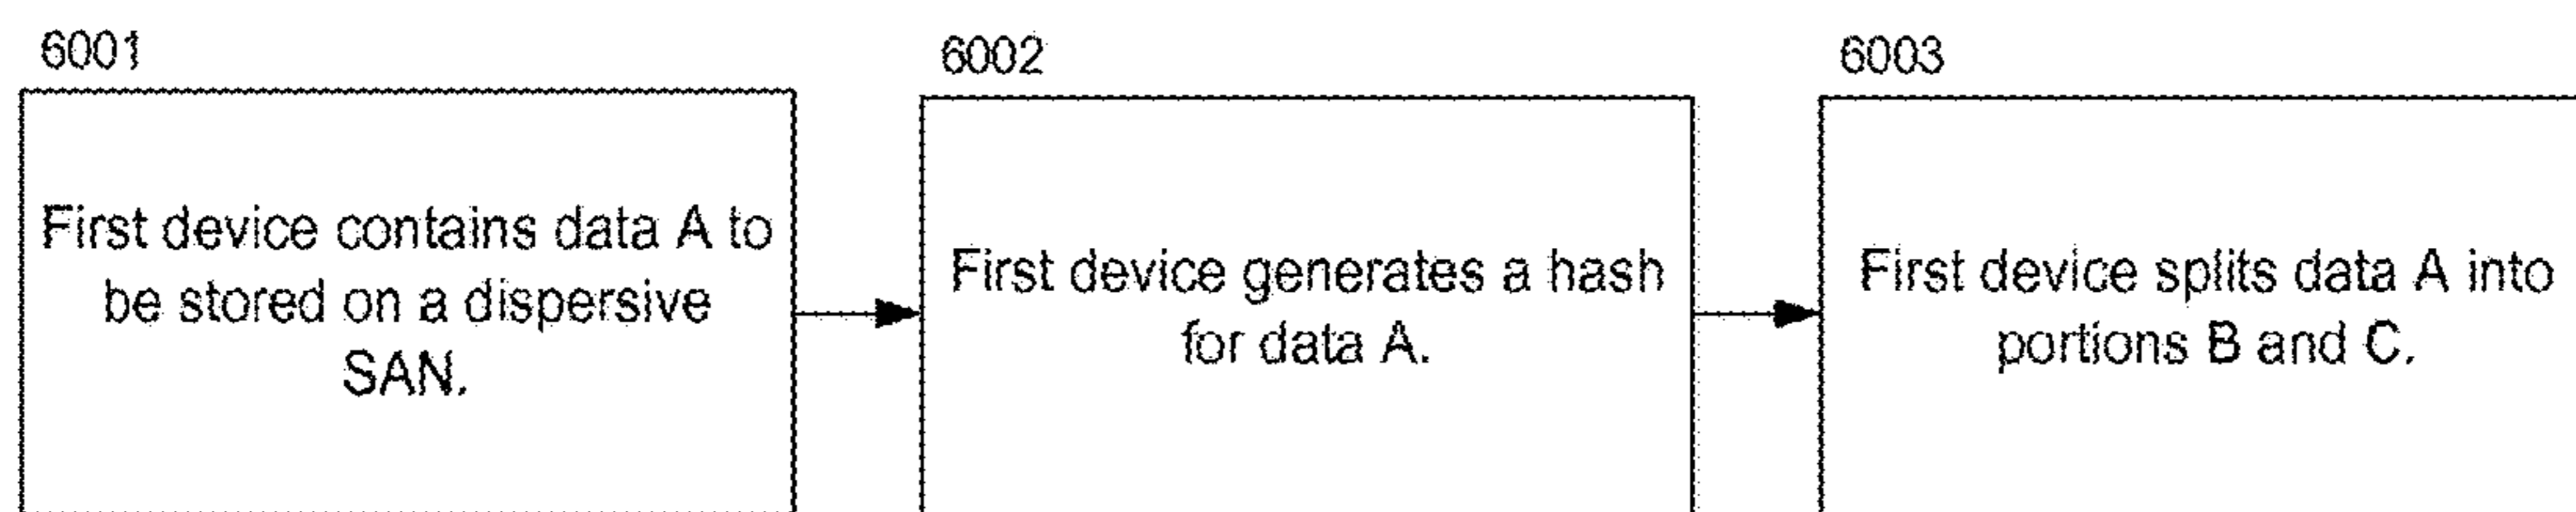 6001
First device contains data A to
be stored on a dispersive
SAN.
6002
First device generates a hash
for data A.
6003
First device splits data A into
portions B and C.